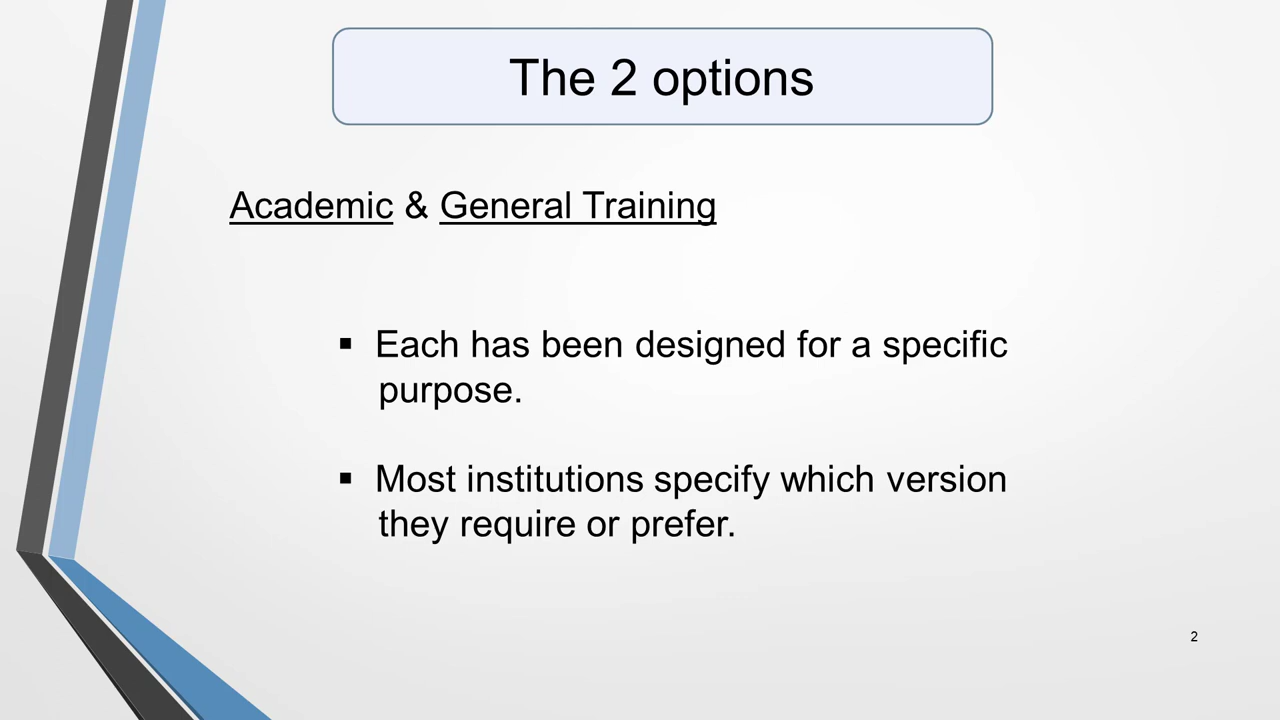 The 2 options
Academic & General Training
▪ Each has been designed for a specific
purpose.
▪ Most institutions specify which version
they require or prefer.
2